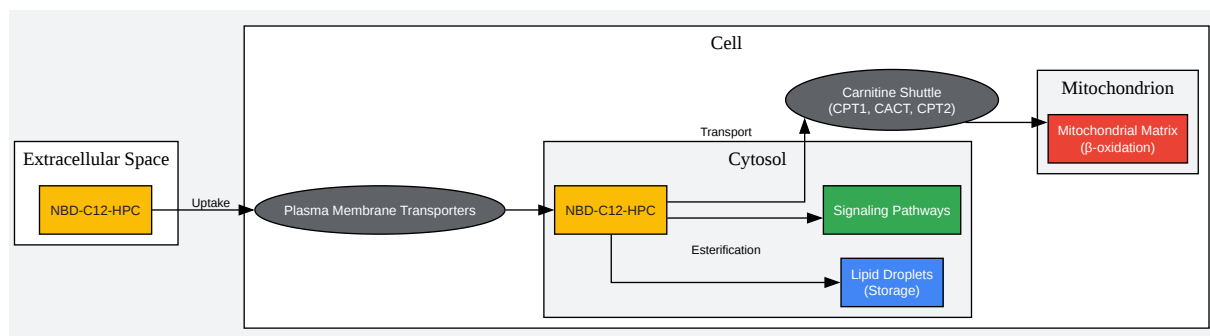 Cell
Carnitine Shuttle
(CPT1, CACT, CPT2)
Mitochondrion
Mitochondrial Matrix
(β-oxidation)
Transport
Extracellular Space
Cytosol
NBD-C12-HPC
Uptake
Plasma Membrane Transporters
NBD-C12-HPC
Signaling Pathways
Esterification
Lipid Droplets
(Storage)